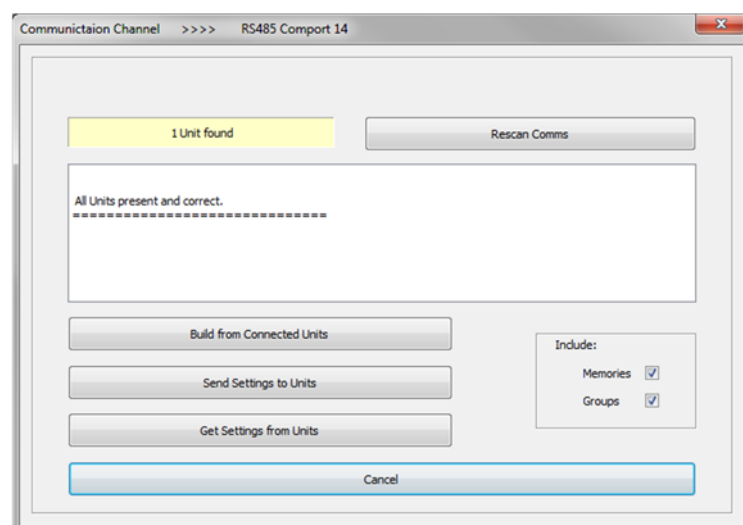 Communictaion Channel >>>> RS485 Comport 14
1 Unit found
Rescan Comms
All Units present and correct.
==============================
Build from Connected Units
Include:
Memories
Send Settings to Units
Groups
Get Settings from Units
Cancel